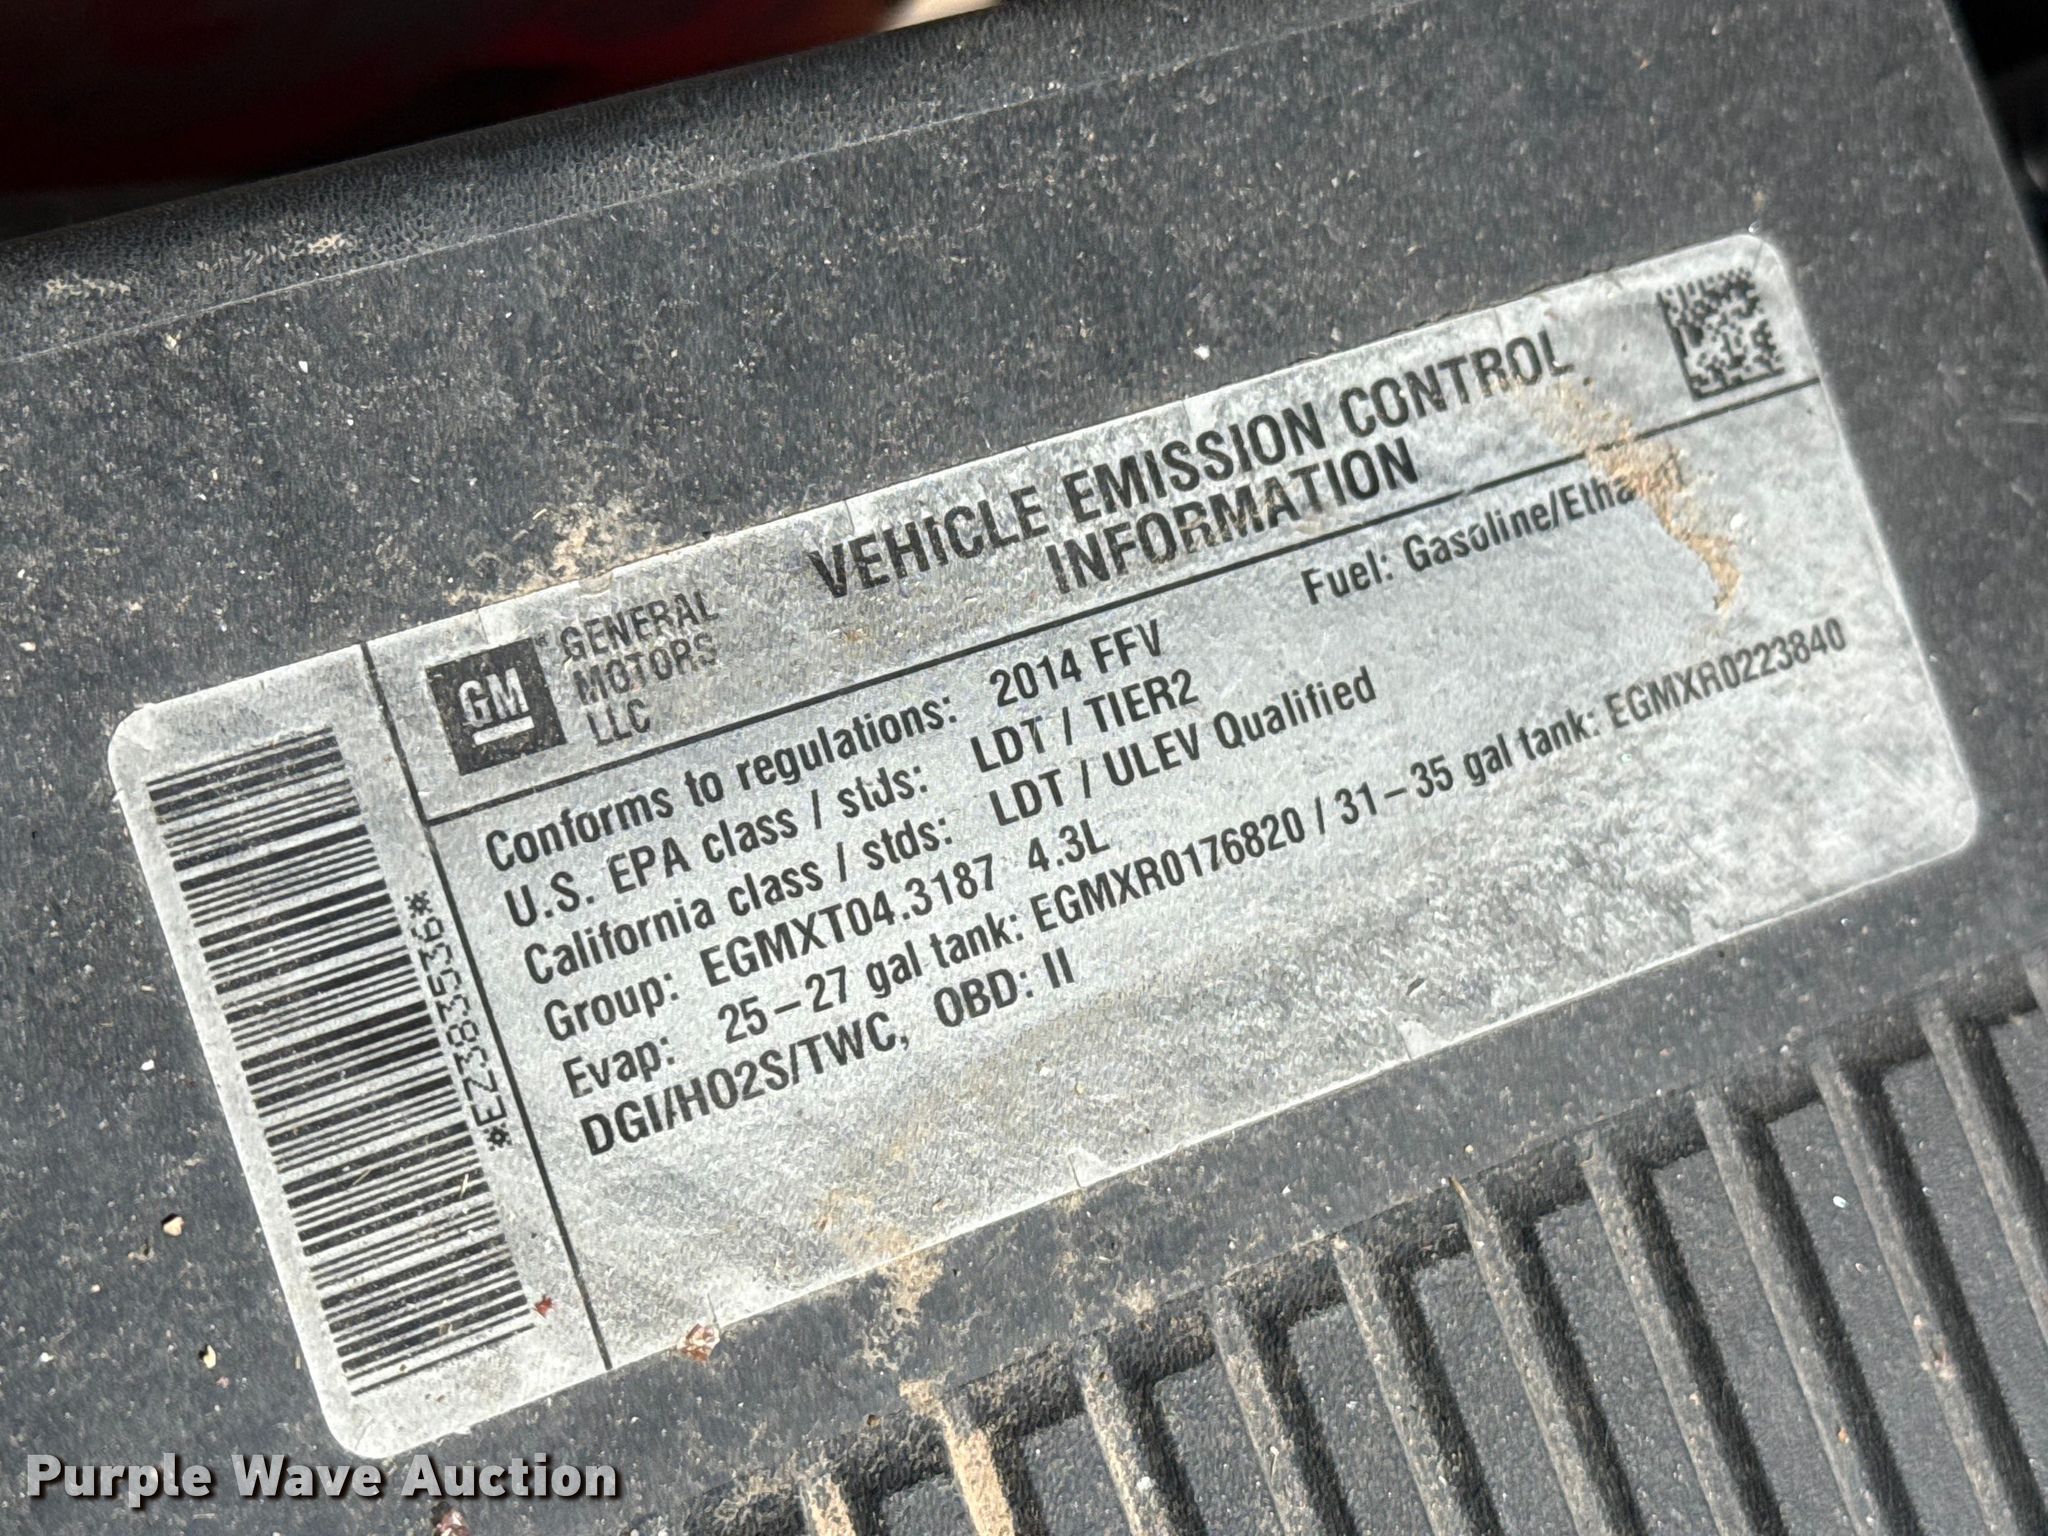 GM
GENERAL
MOTORS
LLC
VEHICLE EMISSION CONTROL
INFORMATION
Conforms to regulations: 2014 FFV Fuel: Gasoline/Ethanol
U.S. EPA class / stds: LDT / TIER2
California class / stds: LDT / ULEV Qualified
Group: EGMXT04.3187 4.3L
Evap: 25-27 gal tank: EGMXR0176820 / 31-35 gal tank: EGMXR0223840
DGI/HO2S/TWC, OBD: II
*EZ383536*
Purple Wave Auction